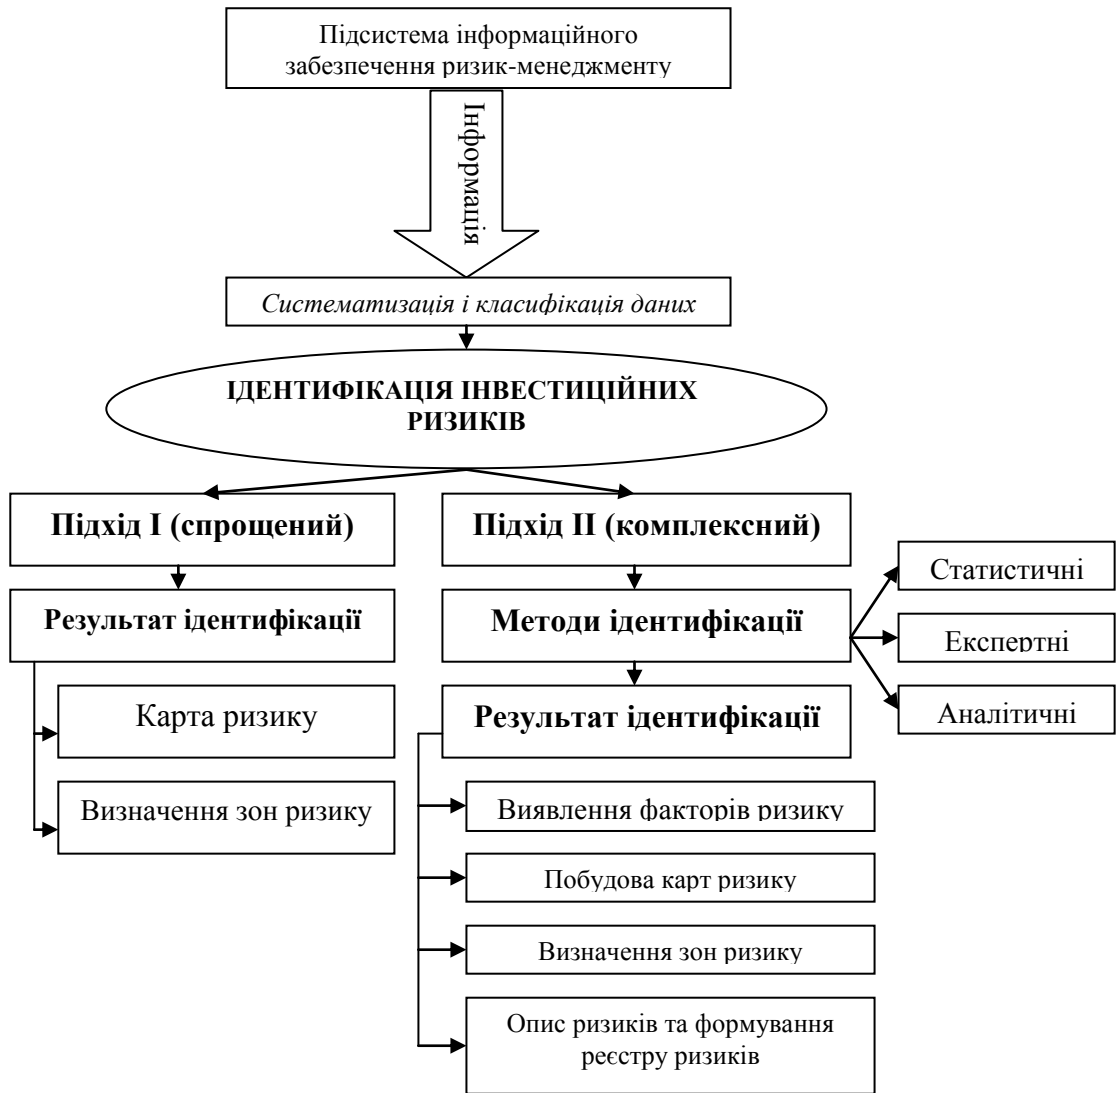 Підсистема інформаційного
забезпечення ризик-менеджменту
Інформація
Систематизація і класифікація даних
ІДЕНТИФІКАЦІЯ ІНВЕСТИЦІЙНИХ
РИЗИКІВ
Підхід І (спрощений)
Результат ідентифікації
Карта ризику
Визначення зон ризику
Підхід ІІ (комплексний)
Методи ідентифікації
Статистичні
Експертні
Аналітичні
Результат ідентифікації
Виявлення факторів ризику
Побудова карт ризику
Визначення зон ризику
Опис ризиків та формування
реєстру ризиків